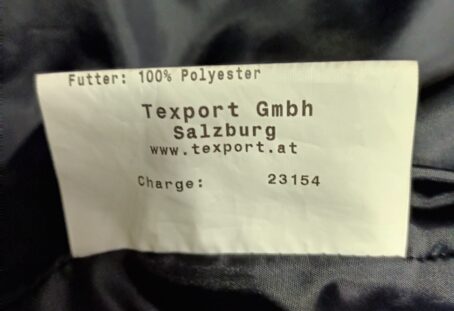 Futter: 100% Polyester
Texport Gmbh
Salzburg
www.texport.at
Charge: 23154